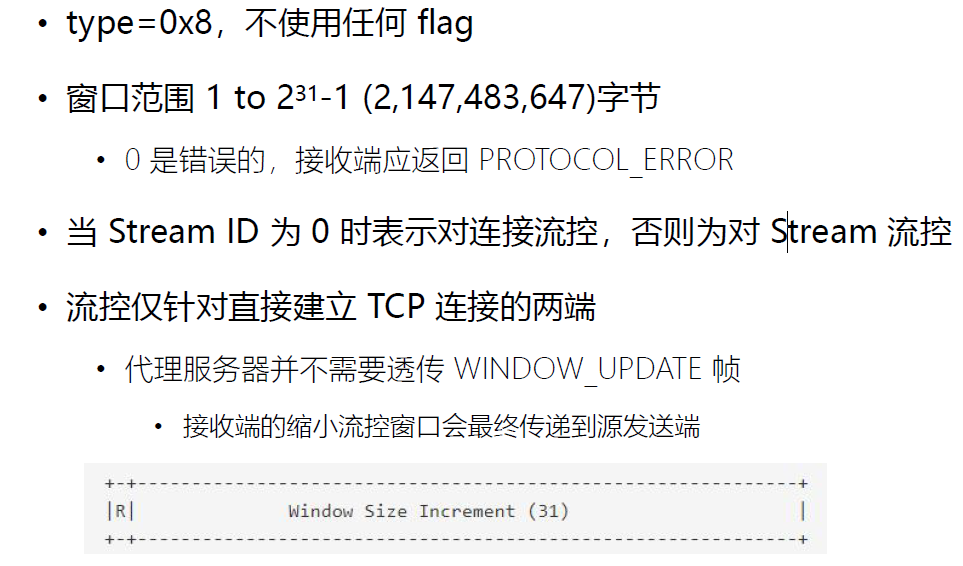 • type=0x8，不使用任何 flag
• 窗口范围 1 to 2³¹-1 (2,147,483,647)字节
• 0 是错误的，接收端应返回 PROTOCOL_ERROR
• 当 Stream ID 为 0 时表示对连接流控，否则为对 Stream 流控
• 流控仅针对直接建立 TCP 连接的两端
• 代理服务器并不需要透传 WINDOW_UPDATE 帧
• 接收端的缩小流控窗口会最终传递到源发送端
+-+-------------------------------------------------------------+
|R|              Window Size Increment (31)                     |
+-+-------------------------------------------------------------+